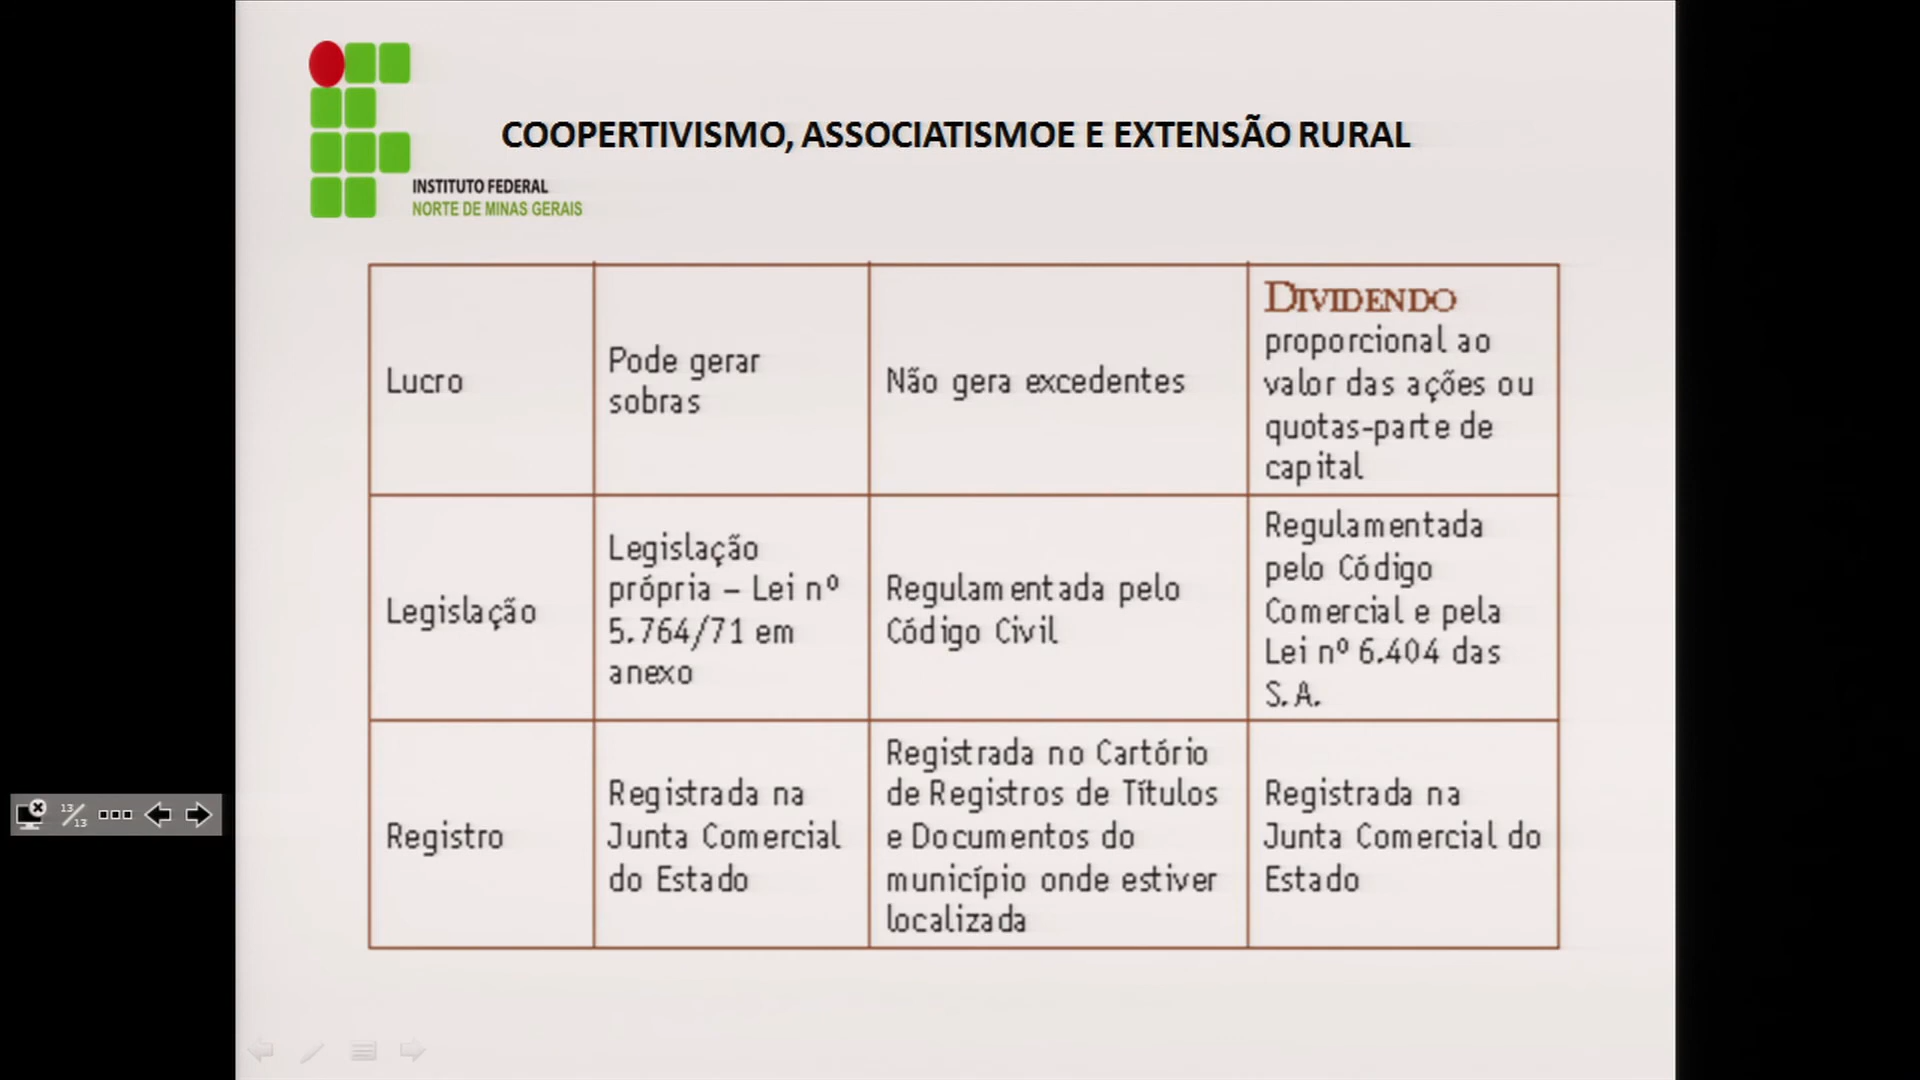 COOPERTIVISMO, ASSOCIATISMOE E EXTENSÃO RURAL
INSTITUTO FEDERAL
NORTE DE MINAS GERAIS
Lucro
Pode gerar
sobras
Não gera excedentes
DIVIDENDO
proporcional ao
valor das ações ou
quotas-parte de
capital
Legislação
Legislação
própria – Lei nº
5.764/71 em
anexo
Regulamentada pelo
Código Civil
Regulamentada
pelo Código
Comercial e pela
Lei nº 6.404 das
S.A.
Registro
Registrada na
Junta Comercial
do Estado
Registrada no Cartório
de Registros de Títulos
e Documentos do
município onde estiver
localizada
Registrada na
Junta Comercial do
Estado
13/13